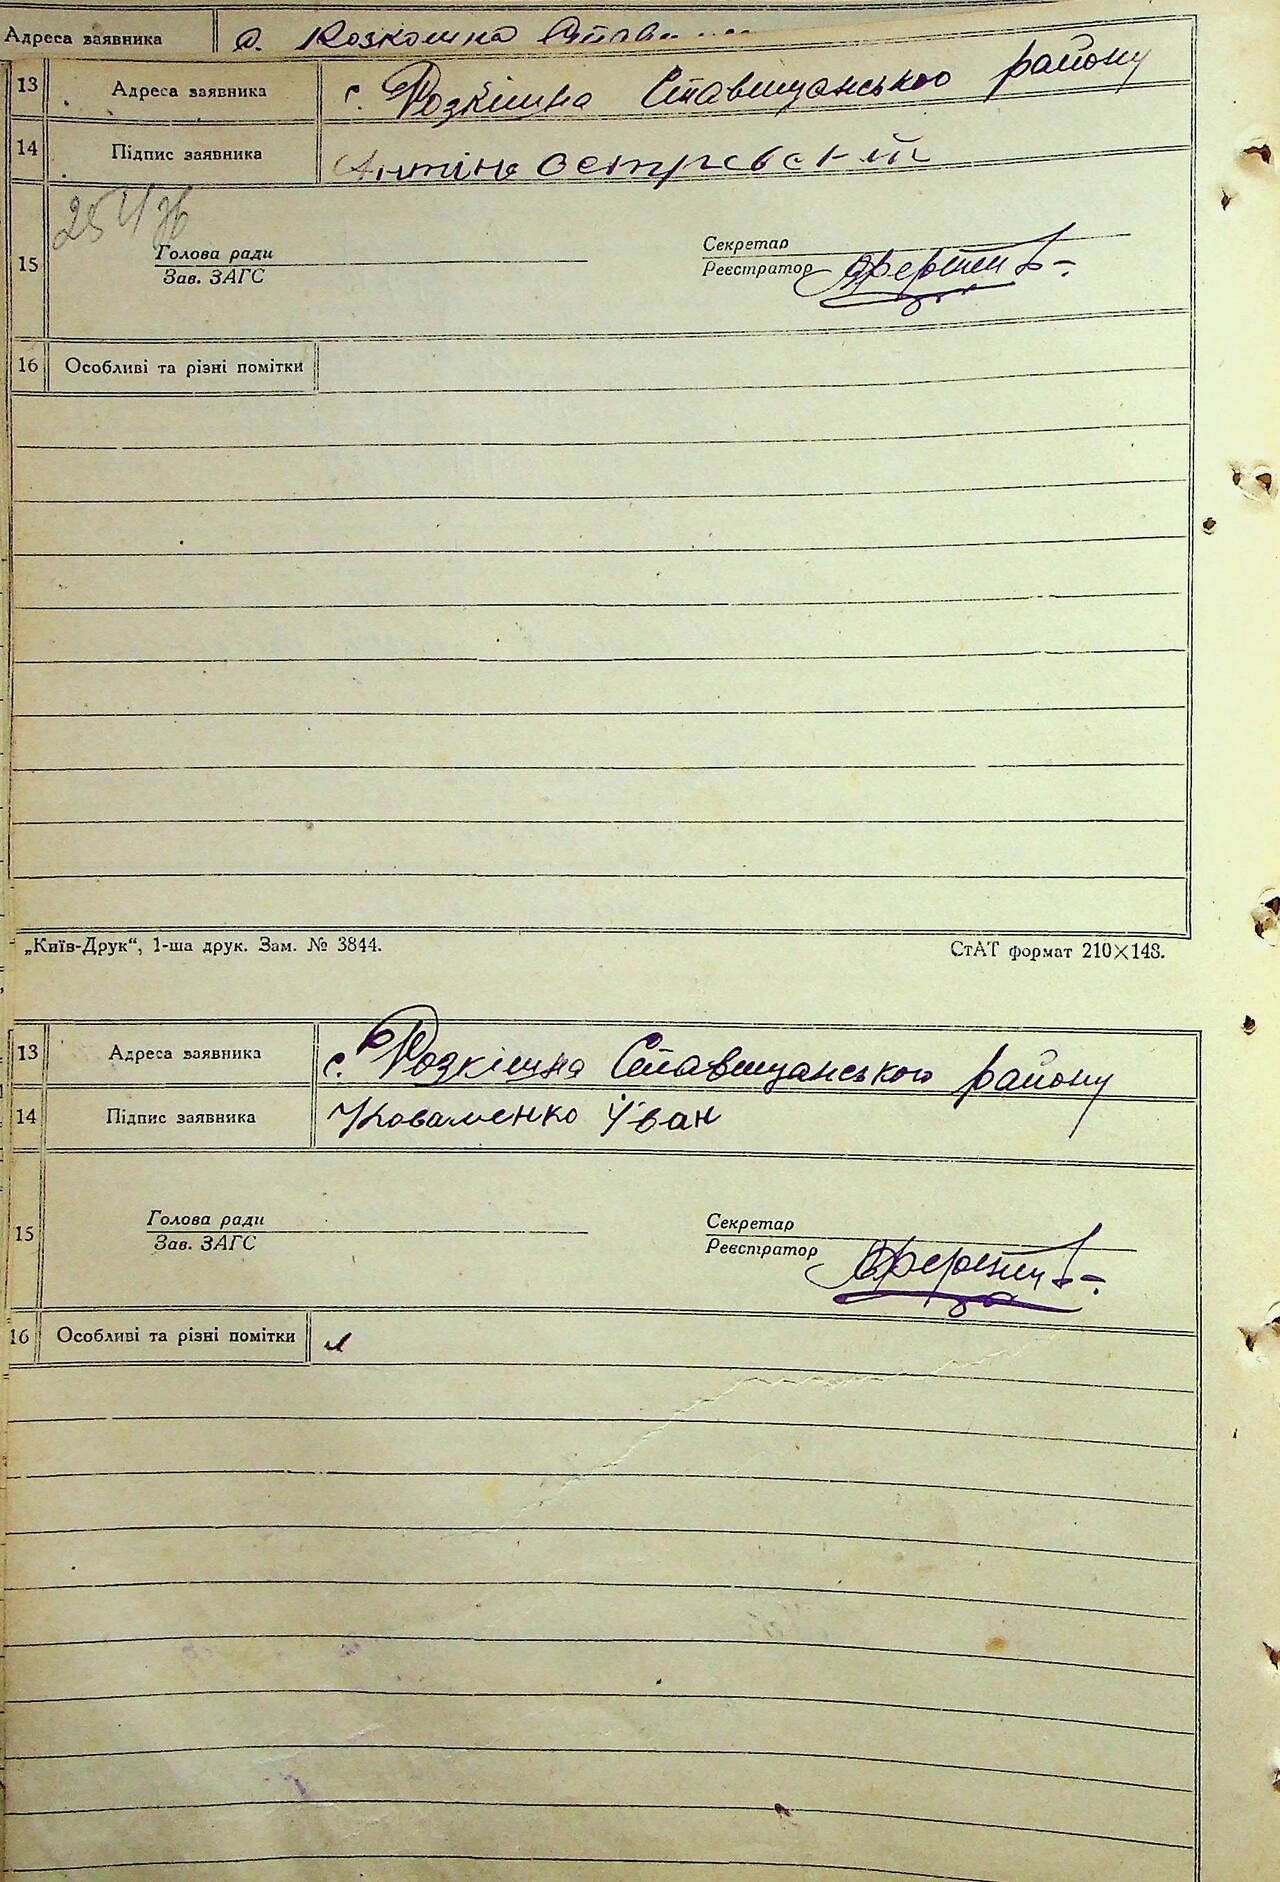 Адреса заявника с. Розкошна
13 Адреса заявника с. Розкішна Ставищанського району
14 Підпис заявника Антін Островский
15 Голова ради Секретар
Зав. ЗАГС Реєстратор
16 Особливі та різні помітки
„Київ-Друк“, 1-ша друк. Зам. № 3844. СтАТ формат 210×148.
13 Адреса заявника с. Розкішна Ставищанського району
14 Підпис заявника Коваленко Іван
15 Голова ради Секретар
Зав. ЗАГС Реєстратор
16 Особливі та різні помітки